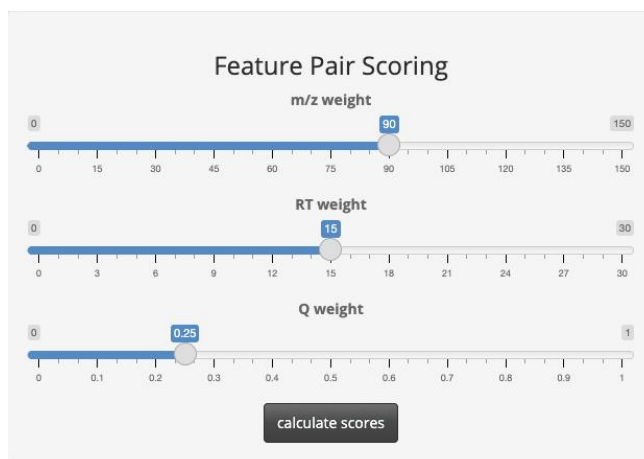 Feature Pair Scoring
m/z weight
0 90 150
0 15 30 45 60 75 90 105 120 135 150
RT weight
0 15 30
0 3 6 9 12 15 18 21 24 27 30
Q weight
0 0.25 1
0 0.1 0.2 0.3 0.4 0.5 0.6 0.7 0.8 0.9 1
calculate scores